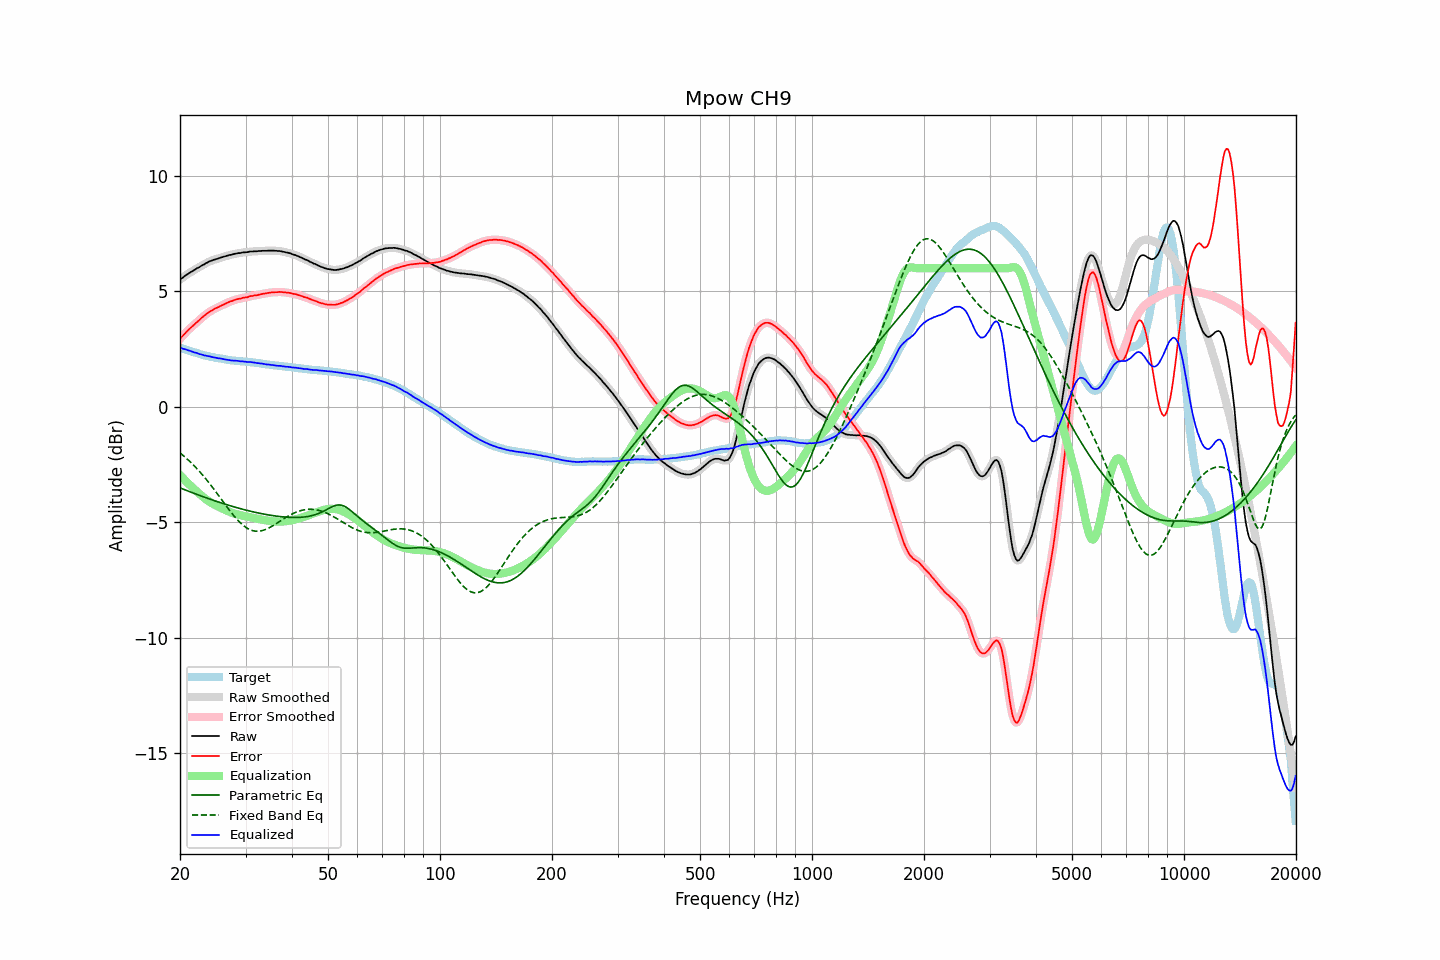 Mpow CH9
Amplitude (dBr)
10
5
0
−5
−10
−15
Target
Raw Smoothed
Error Smoothed
Raw
Error
Equalization
Parametric Eq
Fixed Band Eq
Equalized
20 50 100 200 500 1000 2000 5000 10000 20000
Frequency (Hz)